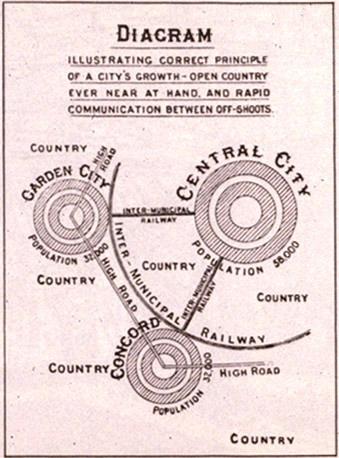 DIAGRAM
ILLUSTRATING CORRECT PRINCIPLE
OF A CITY'S GROWTH - OPEN COUNTRY
EVER NEAR AT HAND, AND RAPID
COMMUNICATION BETWEEN OFF-SHOOTS.
COUNTRY
HIGH ROAD
GARDEN CITY
CENTRAL CITY
INTER-MUNICIPAL
RAILWAY
POPULATION 32,000
POPULATION 58,000
COUNTRY
HIGH ROAD
INTER-MUNICIPAL RAILWAY
COUNTRY
INTER-MUNICIPAL
RAILWAY
COUNTRY
CONCORD
COUNTRY
POPULATION 32,000
HIGH ROAD
COUNTRY